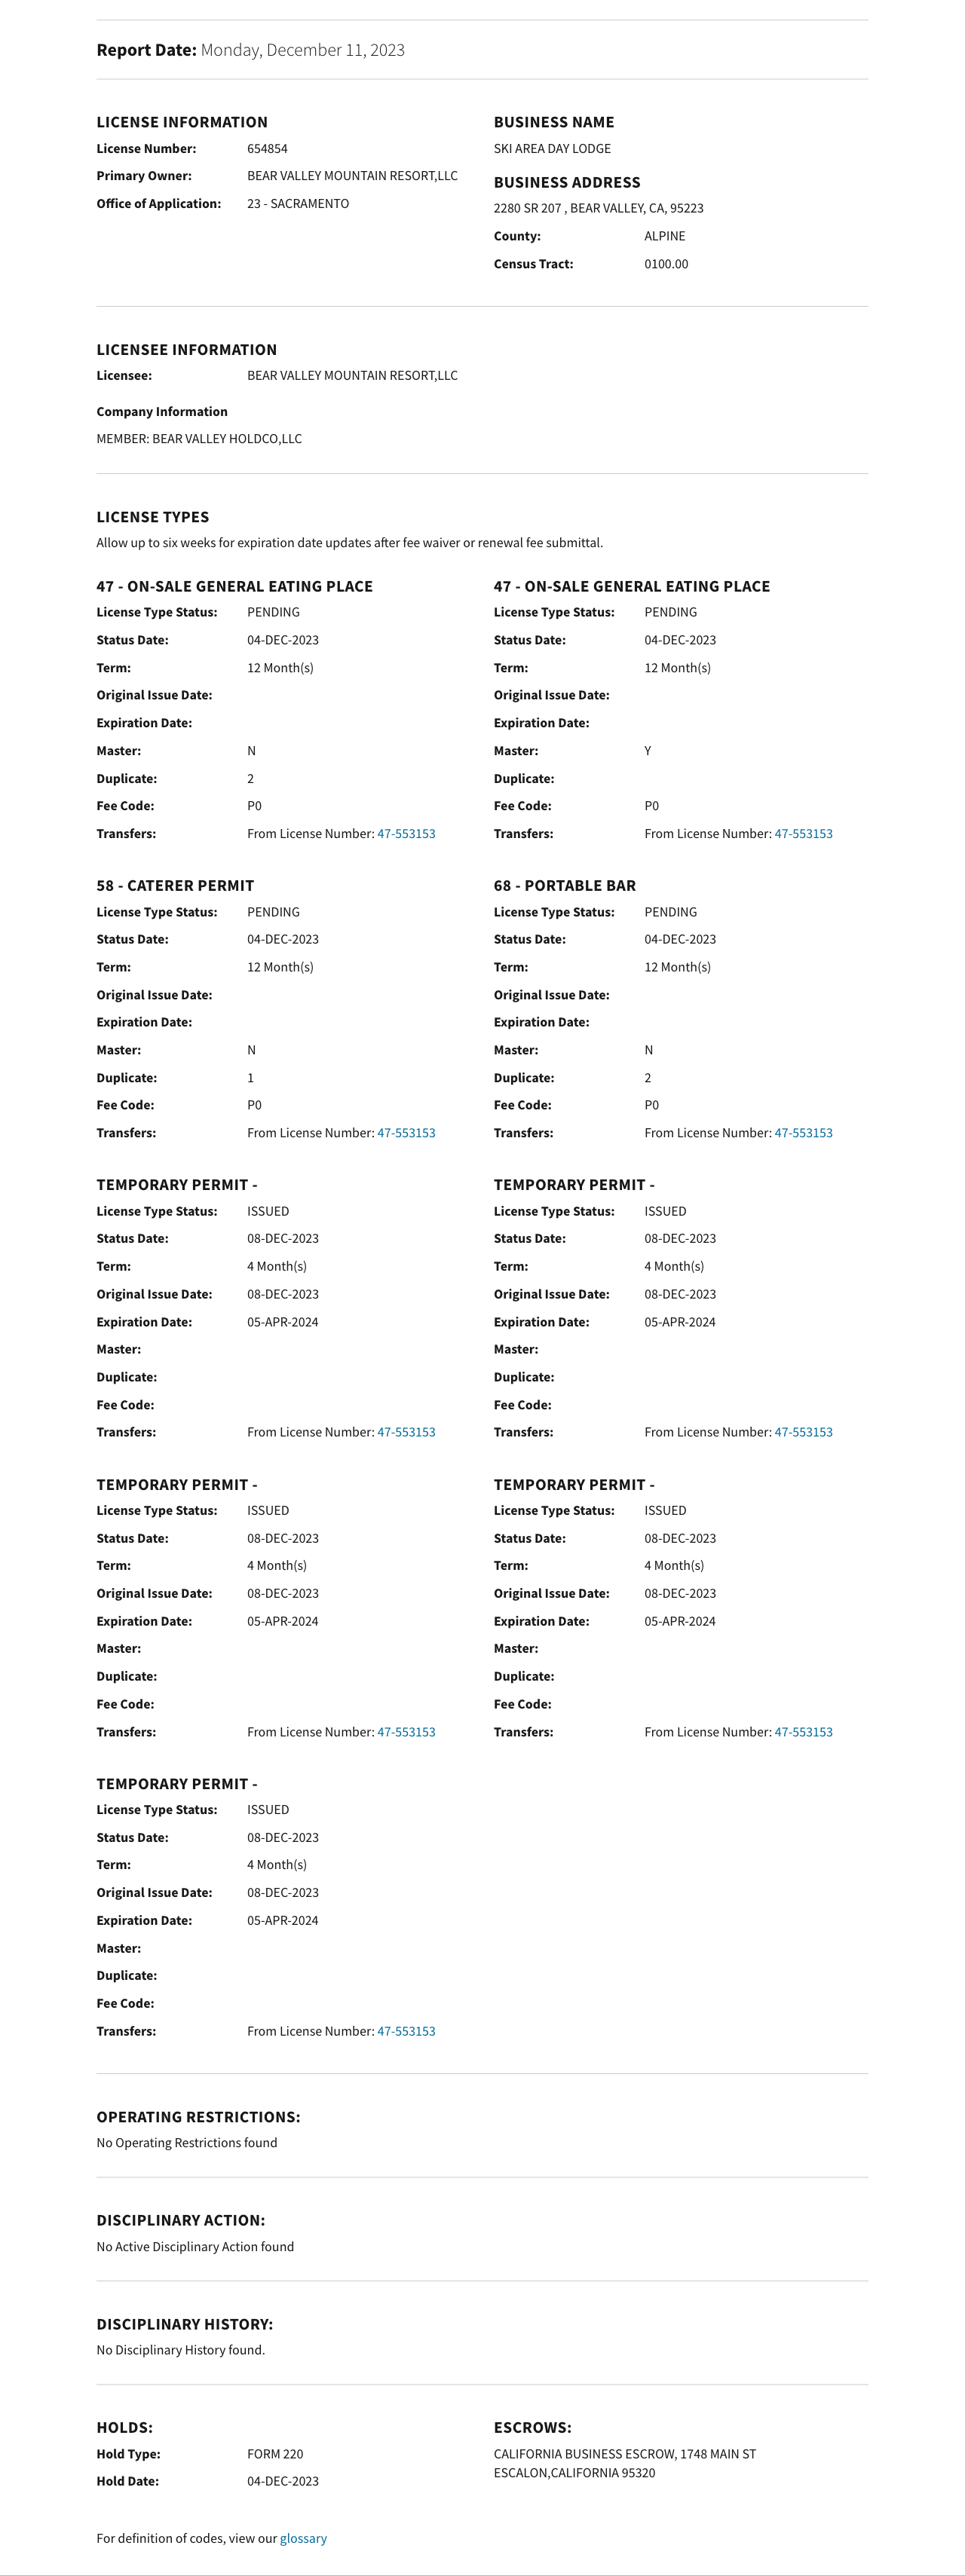 Report Date: Monday, December 11, 2023
LICENSE INFORMATION
License Number: 654854
Primary Owner: BEAR VALLEY MOUNTAIN RESORT,LLC
Office of Application: 23 - SACRAMENTO
BUSINESS NAME
SKI AREA DAY LODGE
BUSINESS ADDRESS
2280 SR 207 , BEAR VALLEY, CA, 95223
County: ALPINE
Census Tract: 0100.00
LICENSEE INFORMATION
Licensee: BEAR VALLEY MOUNTAIN RESORT,LLC
Company Information
MEMBER: BEAR VALLEY HOLDCO,LLC
LICENSE TYPES
Allow up to six weeks for expiration date updates after fee waiver or renewal fee submittal.
47 - ON-SALE GENERAL EATING PLACE
License Type Status: PENDING
Status Date: 04-DEC-2023
Term: 12 Month(s)
Original Issue Date:
Expiration Date:
Master: N
Duplicate: 2
Fee Code: P0
Transfers: From License Number: 47-553153
47 - ON-SALE GENERAL EATING PLACE
License Type Status: PENDING
Status Date: 04-DEC-2023
Term: 12 Month(s)
Original Issue Date:
Expiration Date:
Master: Y
Duplicate:
Fee Code: P0
Transfers: From License Number: 47-553153
58 - CATERER PERMIT
License Type Status: PENDING
Status Date: 04-DEC-2023
Term: 12 Month(s)
Original Issue Date:
Expiration Date:
Master: N
Duplicate: 1
Fee Code: P0
Transfers: From License Number: 47-553153
68 - PORTABLE BAR
License Type Status: PENDING
Status Date: 04-DEC-2023
Term: 12 Month(s)
Original Issue Date:
Expiration Date:
Master: N
Duplicate: 2
Fee Code: P0
Transfers: From License Number: 47-553153
TEMPORARY PERMIT -
License Type Status: ISSUED
Status Date: 08-DEC-2023
Term: 4 Month(s)
Original Issue Date: 08-DEC-2023
Expiration Date: 05-APR-2024
Master:
Duplicate:
Fee Code:
Transfers: From License Number: 47-553153
TEMPORARY PERMIT -
License Type Status: ISSUED
Status Date: 08-DEC-2023
Term: 4 Month(s)
Original Issue Date: 08-DEC-2023
Expiration Date: 05-APR-2024
Master:
Duplicate:
Fee Code:
Transfers: From License Number: 47-553153
TEMPORARY PERMIT -
License Type Status: ISSUED
Status Date: 08-DEC-2023
Term: 4 Month(s)
Original Issue Date: 08-DEC-2023
Expiration Date: 05-APR-2024
Master:
Duplicate:
Fee Code:
Transfers: From License Number: 47-553153
TEMPORARY PERMIT -
License Type Status: ISSUED
Status Date: 08-DEC-2023
Term: 4 Month(s)
Original Issue Date: 08-DEC-2023
Expiration Date: 05-APR-2024
Master:
Duplicate:
Fee Code:
Transfers: From License Number: 47-553153
TEMPORARY PERMIT -
License Type Status: ISSUED
Status Date: 08-DEC-2023
Term: 4 Month(s)
Original Issue Date: 08-DEC-2023
Expiration Date: 05-APR-2024
Master:
Duplicate:
Fee Code:
Transfers: From License Number: 47-553153
OPERATING RESTRICTIONS:
No Operating Restrictions found
DISCIPLINARY ACTION:
No Active Disciplinary Action found
DISCIPLINARY HISTORY:
No Disciplinary History found.
HOLDS:
Hold Type: FORM 220
Hold Date: 04-DEC-2023
ESCROWS:
CALIFORNIA BUSINESS ESCROW, 1748 MAIN ST
ESCALON,CALIFORNIA 95320
For definition of codes, view our glossary